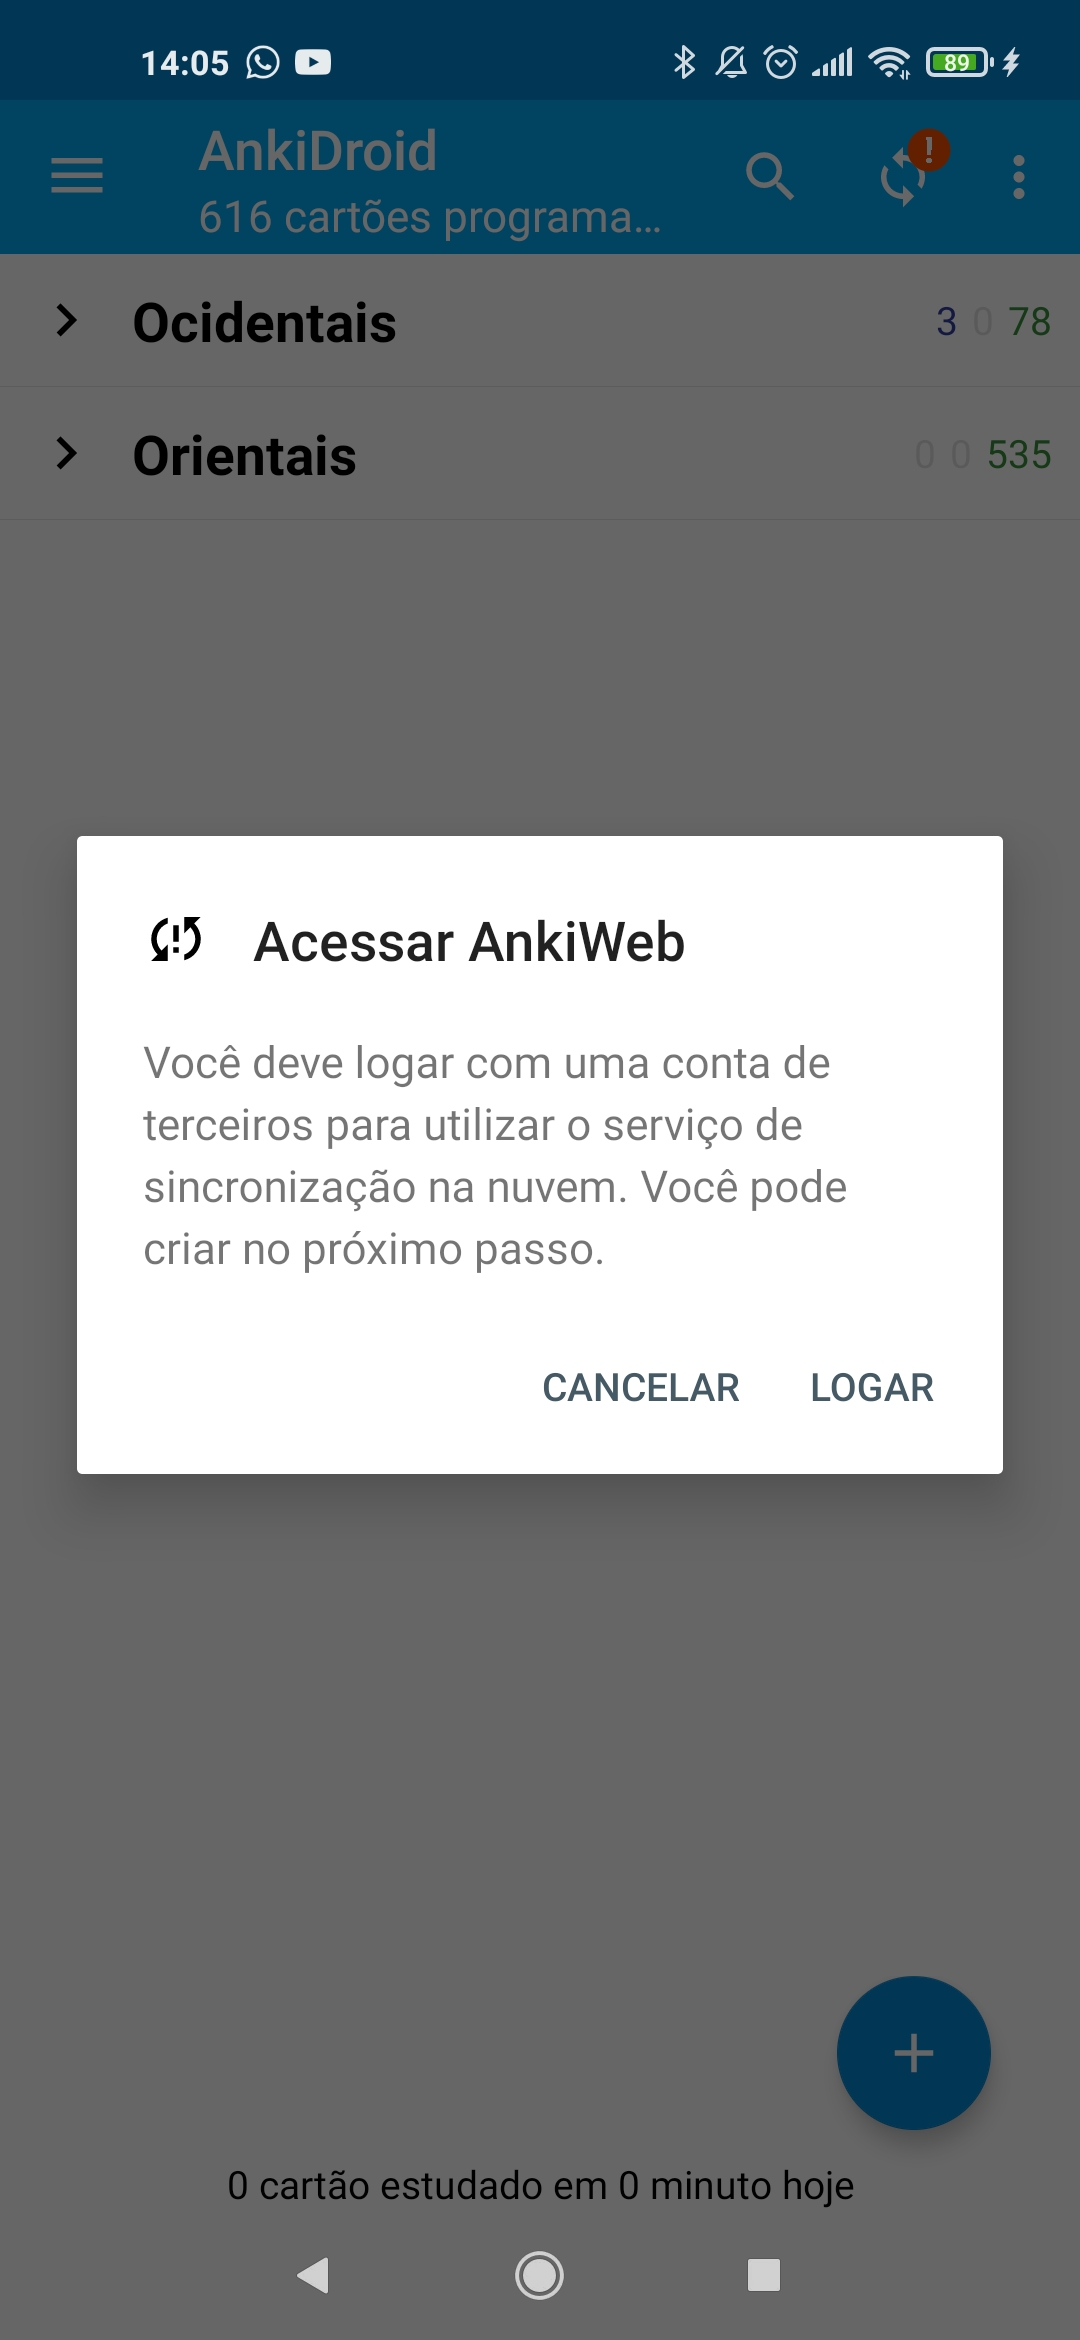 14:05
89
AnkiDroid
616 cartões programa...
Ocidentais
3 0 78
Orientais
0 0 535
Acessar AnkiWeb
Você deve logar com uma conta de
terceiros para utilizar o serviço de
sincronização na nuvem. Você pode
criar no próximo passo.
CANCELAR LOGAR
0 cartão estudado em 0 minuto hoje